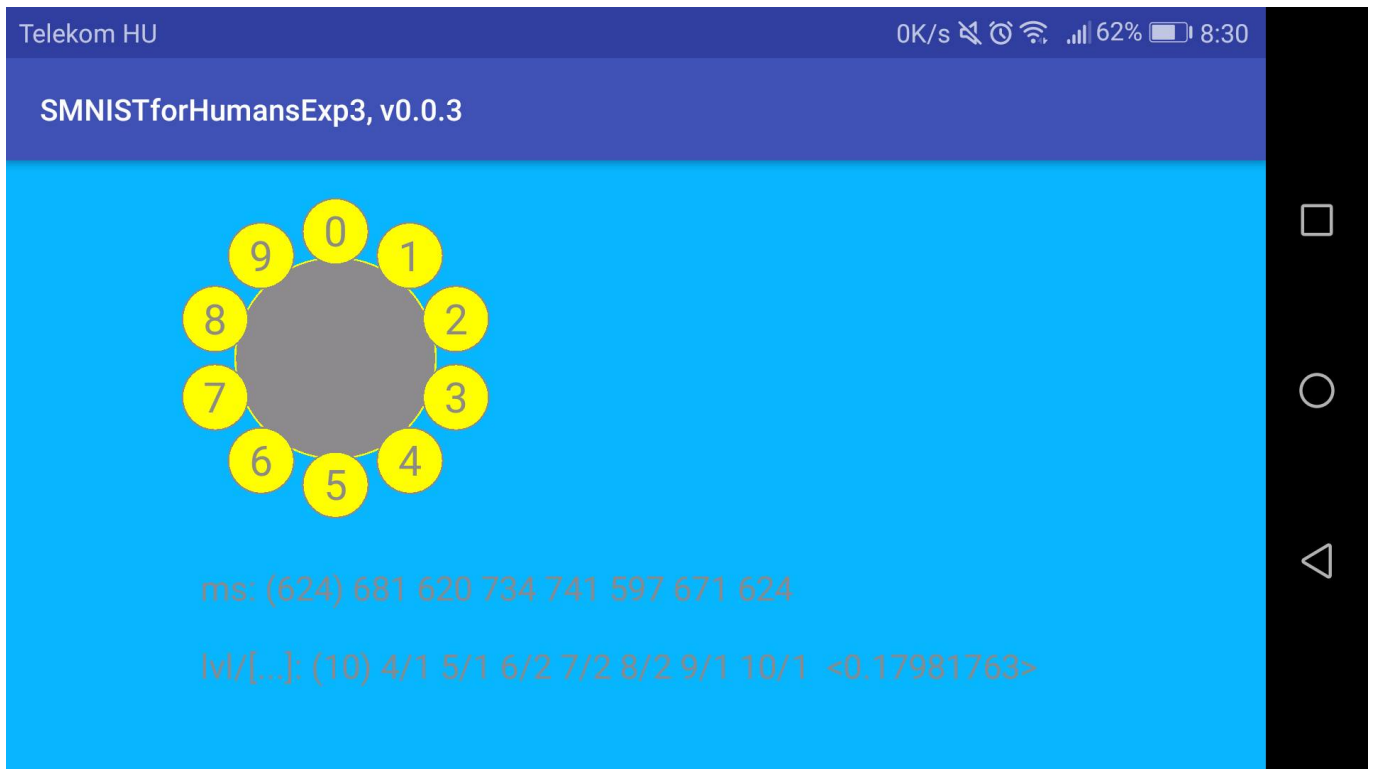 Telekom HU 0K/s 62% 8:30
SMNISTforHumansExp3, v0.0.3
0
9 1
8 2
7 3
6 4
5
ms: (624) 681 620 734 741 597 671 624
lvl/[...]: (10) 4/1 5/1 6/2 7/2 8/2 9/1 10/1 <0.17981763>